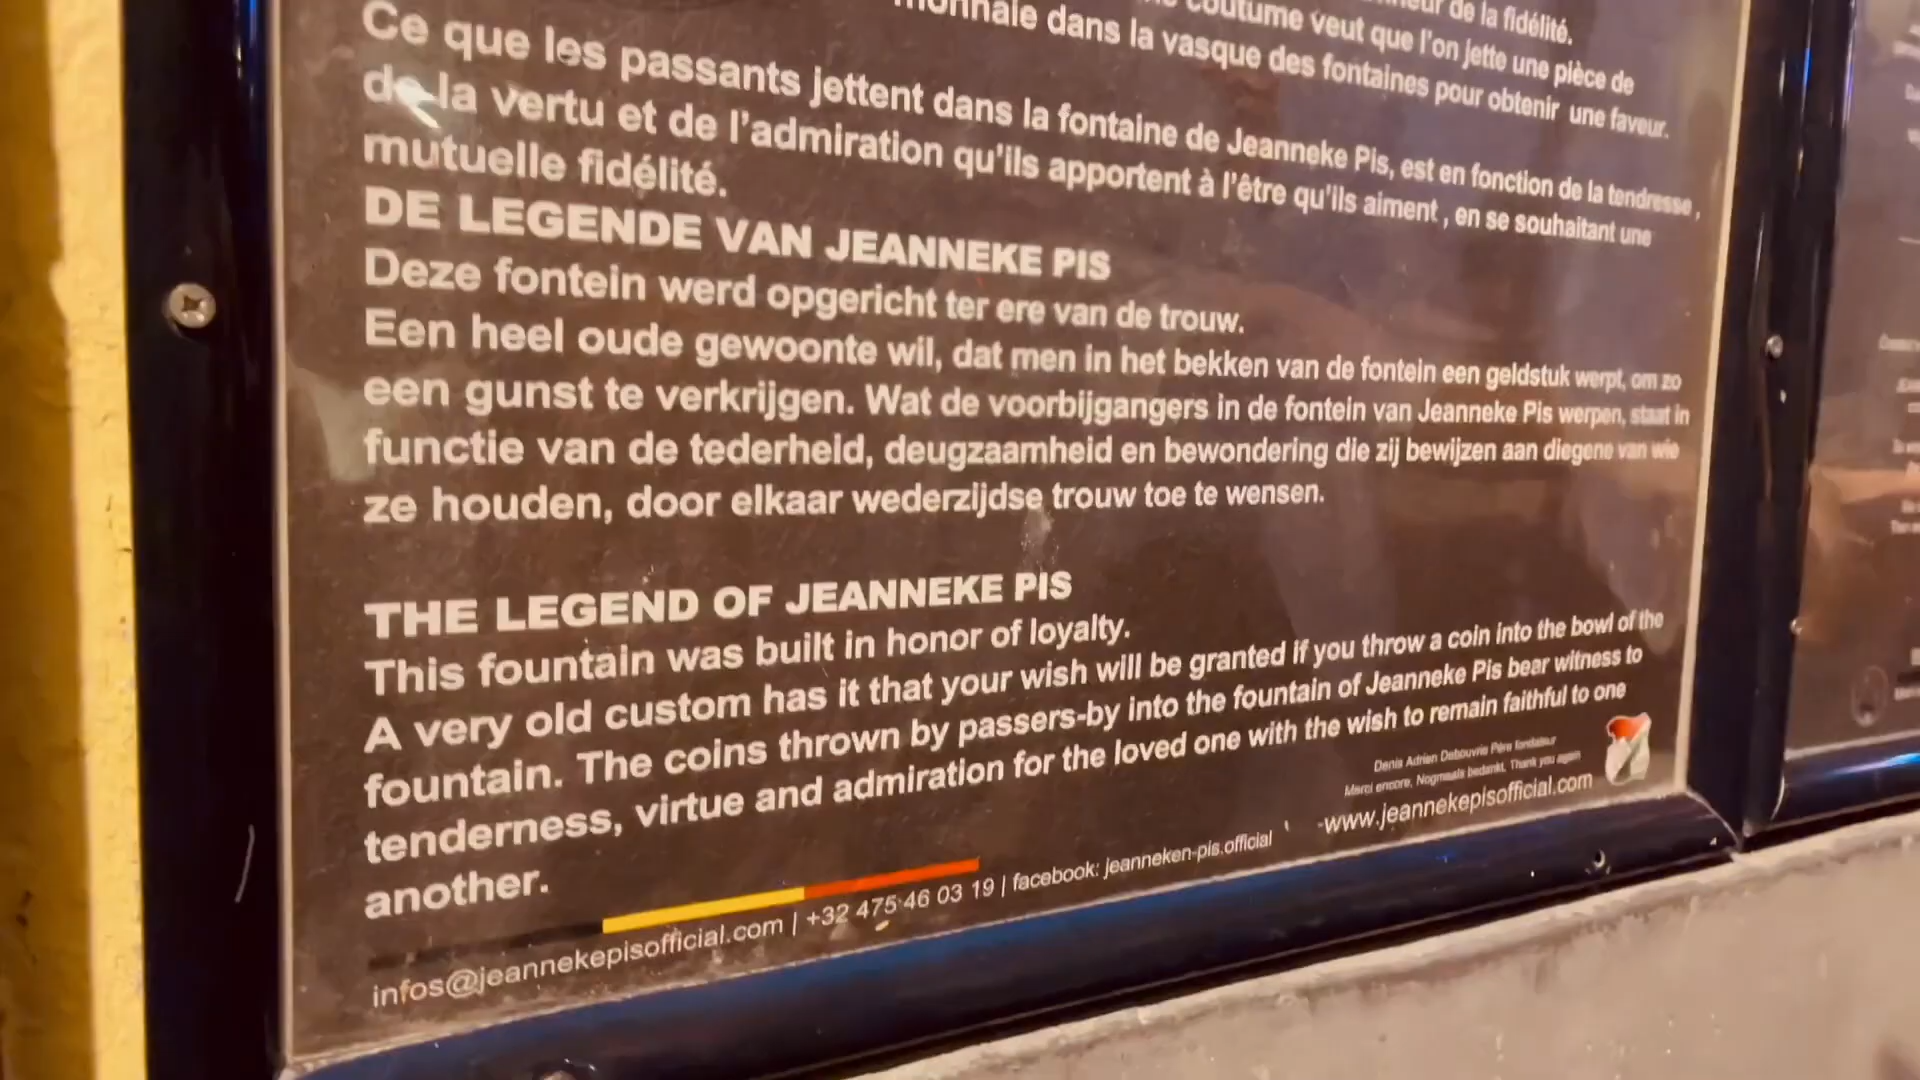 de la fidélité.
coutume veut que l'on jette une pièce de
monnaie dans la vasque des fontaines pour obtenir une faveur.
Ce que les passants jettent dans la fontaine de Jeanneke Pis, est en fonction de la tendresse,
de la vertu et de l'admiration qu'ils apportent à l'être qu'ils aiment, en se souhaitant une
mutuelle fidélité.
DE LEGENDE VAN JEANNEKE PIS
Deze fontein werd opgericht ter ere van de trouw.
Een heel oude gewoonte wil, dat men in het bekken van de fontein een geldstuk werpt, om zo
een gunst te verkrijgen. Wat de voorbijgangers in de fontein van Jeanneke Pis werpen, staat in
functie van de tederheid, deugzaamheid en bewondering die zij bewijzen aan diegene van wie
ze houden, door elkaar wederzijdse trouw toe te wensen.
THE LEGEND OF JEANNEKE PIS
This fountain was built in honor of loyalty.
A very old custom has it that your wish will be granted if you throw a coin into the bowl of the
fountain. The coins thrown by passers-by into the fountain of Jeanneke Pis bear witness to
tenderness, virtue and admiration for the loved one with the wish to remain faithful to one
another.
Denis Adrien Debouvrie Père fondateur
Merci encore, Nogmaals bedankt, Thank you again
-www.jeannekepisofficial.com
infos@jeannekepisofficial.com | +32 475 46 03 19 | facebook: jeanneken-pis.official